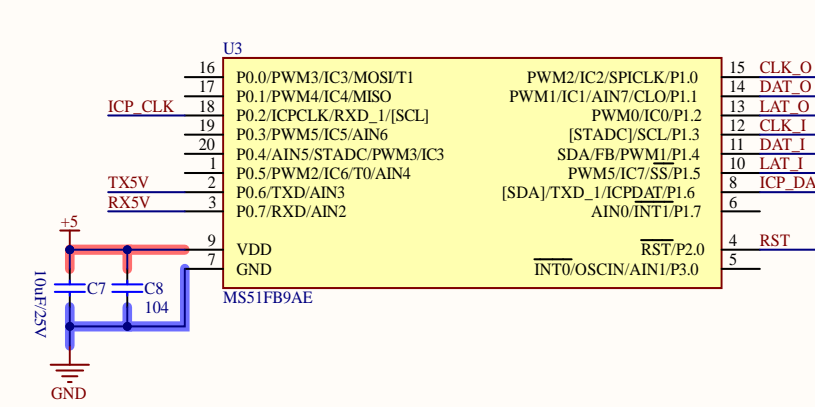 U3
16 P0.0/PWM3/IC3/MOSI/T1 PWM2/IC2/SPICLK/P1.0 15 CLK_O
17 P0.1/PWM4/IC4/MISO PWM1/IC1/AIN7/CLO/P1.1 14 DAT_O
ICP_CLK 18 P0.2/ICPCLK/RXD_1/[SCL] PWM0/IC0/P1.2 13 LAT_O
19 P0.3/PWM5/IC5/AIN6 [STADC]/SCL/P1.3 12 CLK_I
20 P0.4/AIN5/STADC/PWM3/IC3 SDA/FB/PWM1/P1.4 11 DAT_I
1 P0.5/PWM2/IC6/T0/AIN4 PWM5/IC7/SS/P1.5 10 LAT_I
TX5V 2 P0.6/TXD/AIN3 [SDA]/TXD_1/ICPDAT/P1.6 8 ICP_DA
RX5V 3 P0.7/RXD/AIN2 AIN0/INT1/P1.7 6
+5
9 VDD RST/P2.0 4 RST
7 GND INT0/OSCIN/AIN1/P3.0 5
10uF/25V C7 C8
104
MS51FB9AE
GND